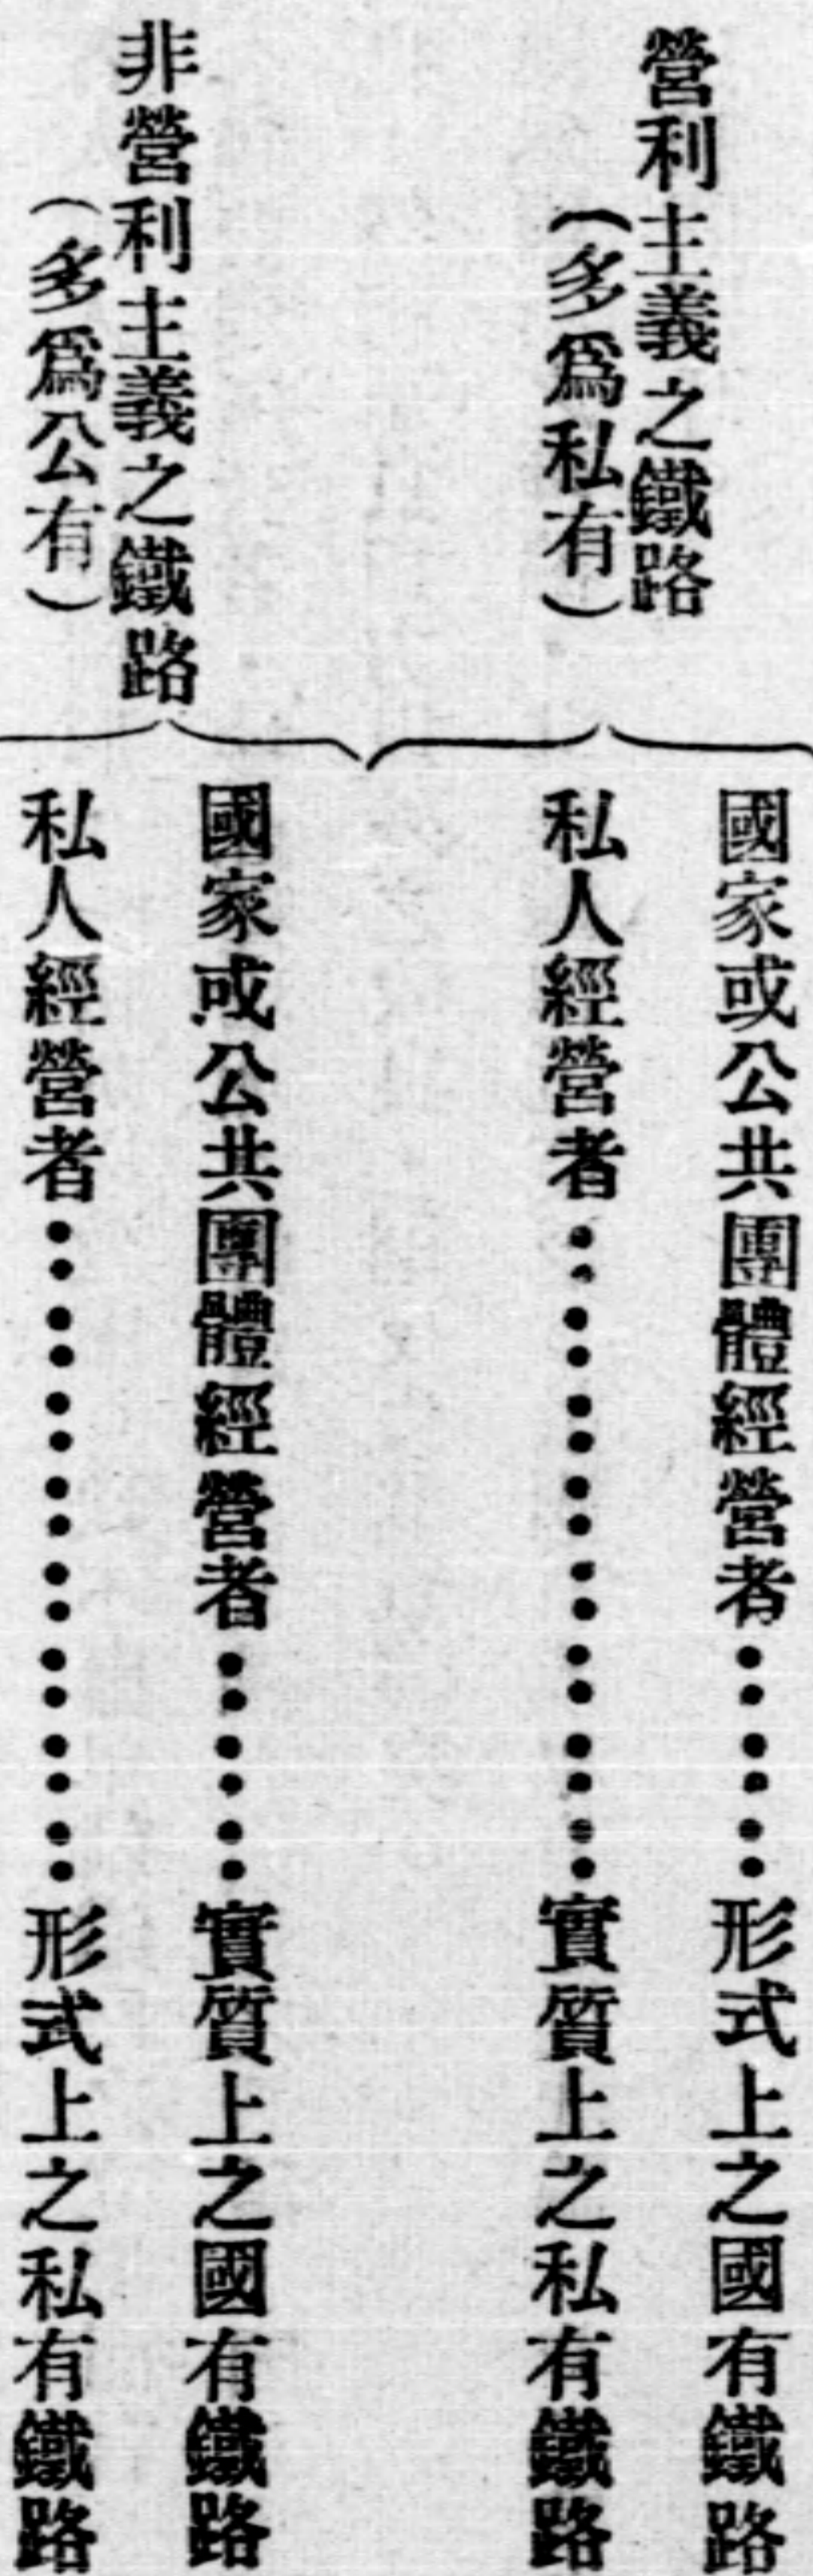 營利主義之鐵路
(多爲私有)
國家或公共團體經營者⋯⋯⋯形式上之國有鐵路
私人經營者⋯⋯⋯⋯⋯⋯⋯⋯實質上之私有鐵路
非營利主義之鐵路
(多爲公有)
國家或公共團體經營者⋯⋯⋯實質上之國有鐵路
私人經營者⋯⋯⋯⋯⋯⋯⋯⋯形式上之私有鐵路